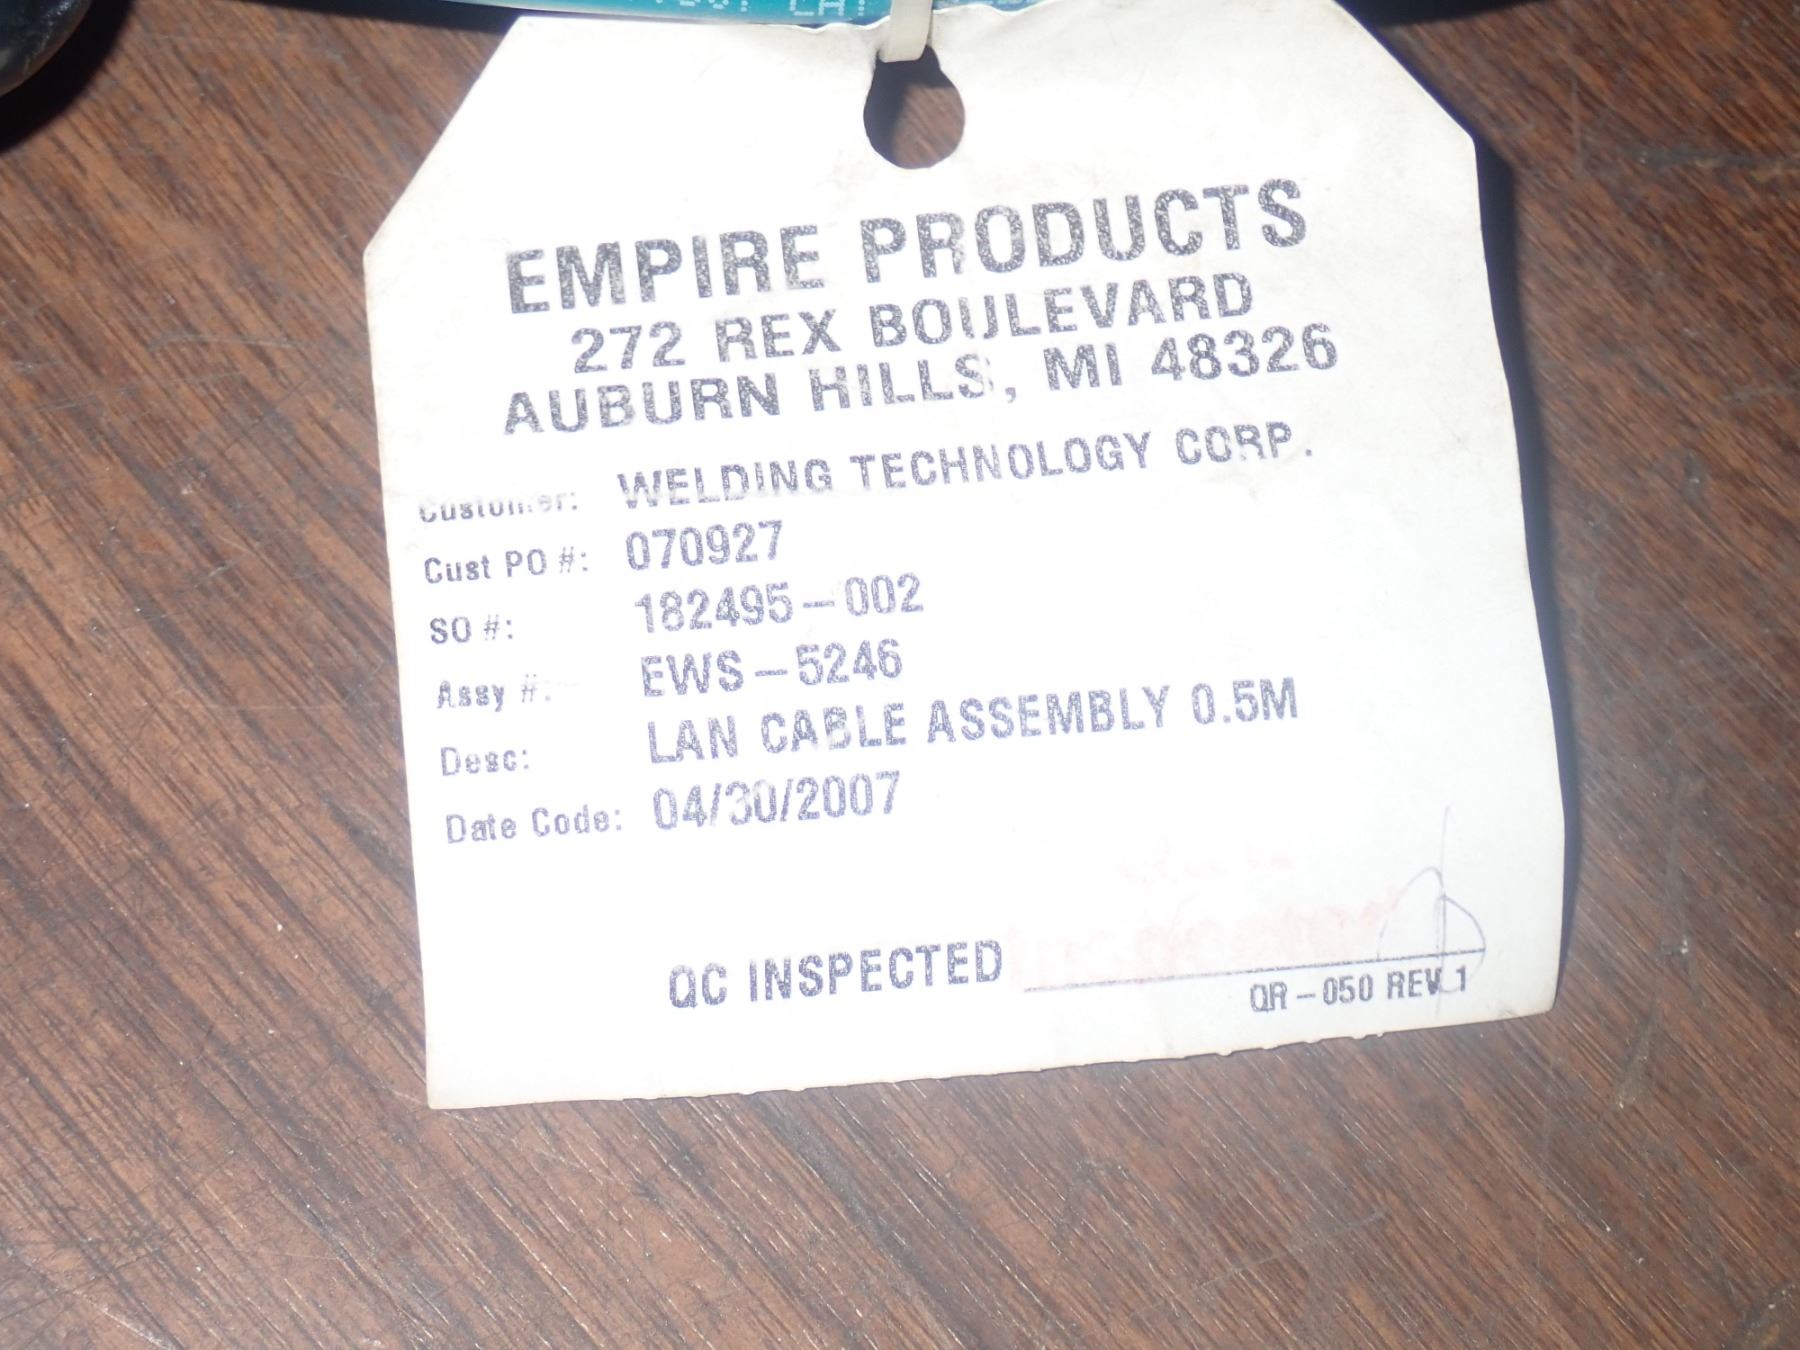 EMPIRE PRODUCTS
272 REX BOULEVARD
AUBURN HILLS, MI 48326
Customer: WELDING TECHNOLOGY CORP.
Cust PO #: 070927
SO #: 182495-002
Assy #: EWS-5246
Desc: LAN CABLE ASSEMBLY 0.5M
Date Code: 04/30/2007
QC INSPECTED
QR-050 REV 1